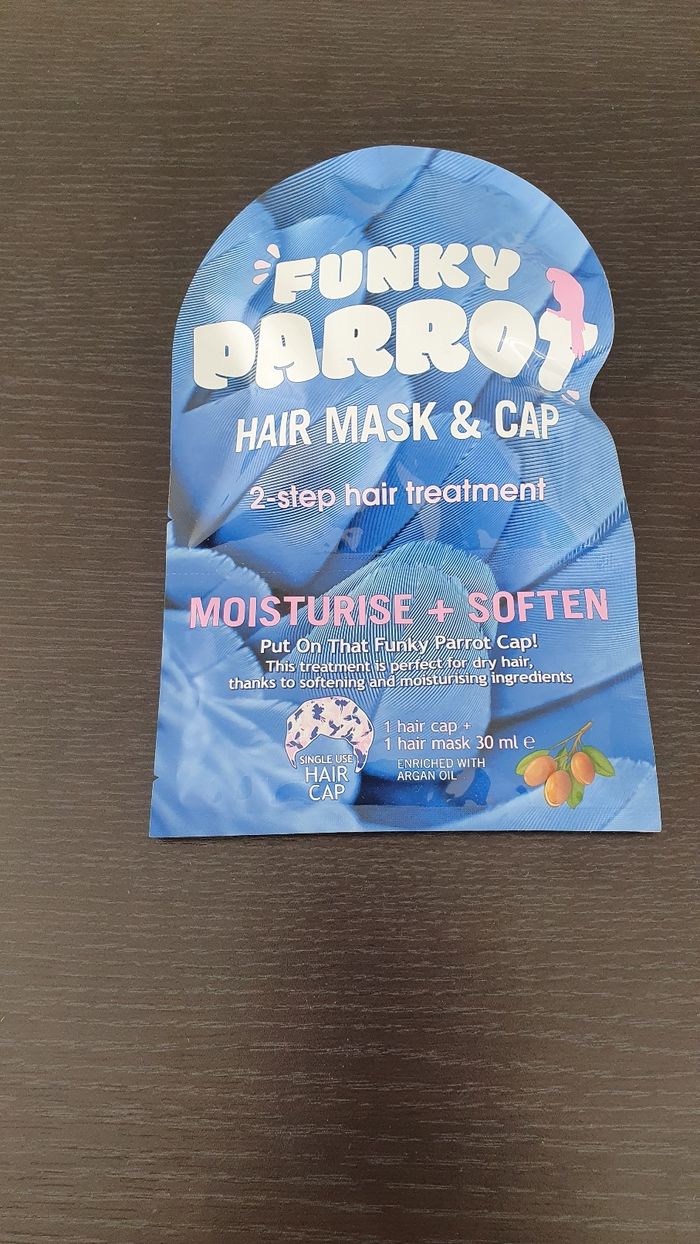 FUNKY
PARROT
HAIR MASK & CAP
2-step hair treatment
MOISTURISE + SOFTEN
Put On That Funky Parrot Cap!
This treatment is perfect for dry hair,
thanks to softening and moisturising ingredients
SINGLE USE
HAIR
CAP
1 hair cap +
1 hair mask 30 ml ℮
ENRICHED WITH
ARGAN OIL